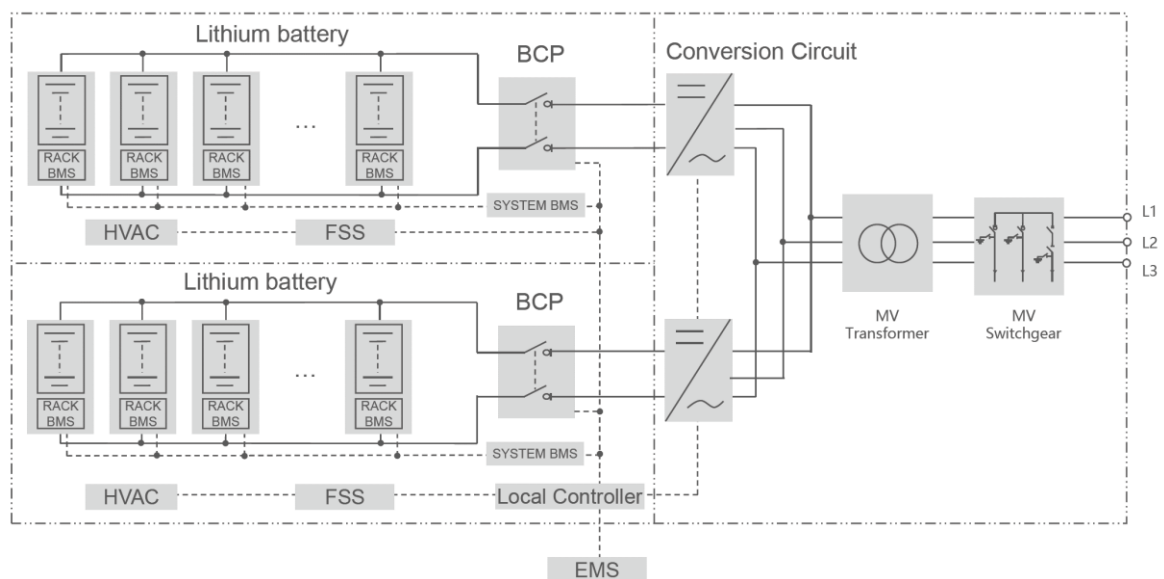 Lithium battery
BCP
Conversion Circuit
RACK
BMS
RACK
BMS
RACK
BMS
...
RACK
BMS
SYSTEM BMS
HVAC
FSS
L1
L2
L3
MV
Transformer
MV
Switchgear
Lithium battery
BCP
RACK
BMS
RACK
BMS
RACK
BMS
...
RACK
BMS
SYSTEM BMS
HVAC
FSS
Local Controller
EMS